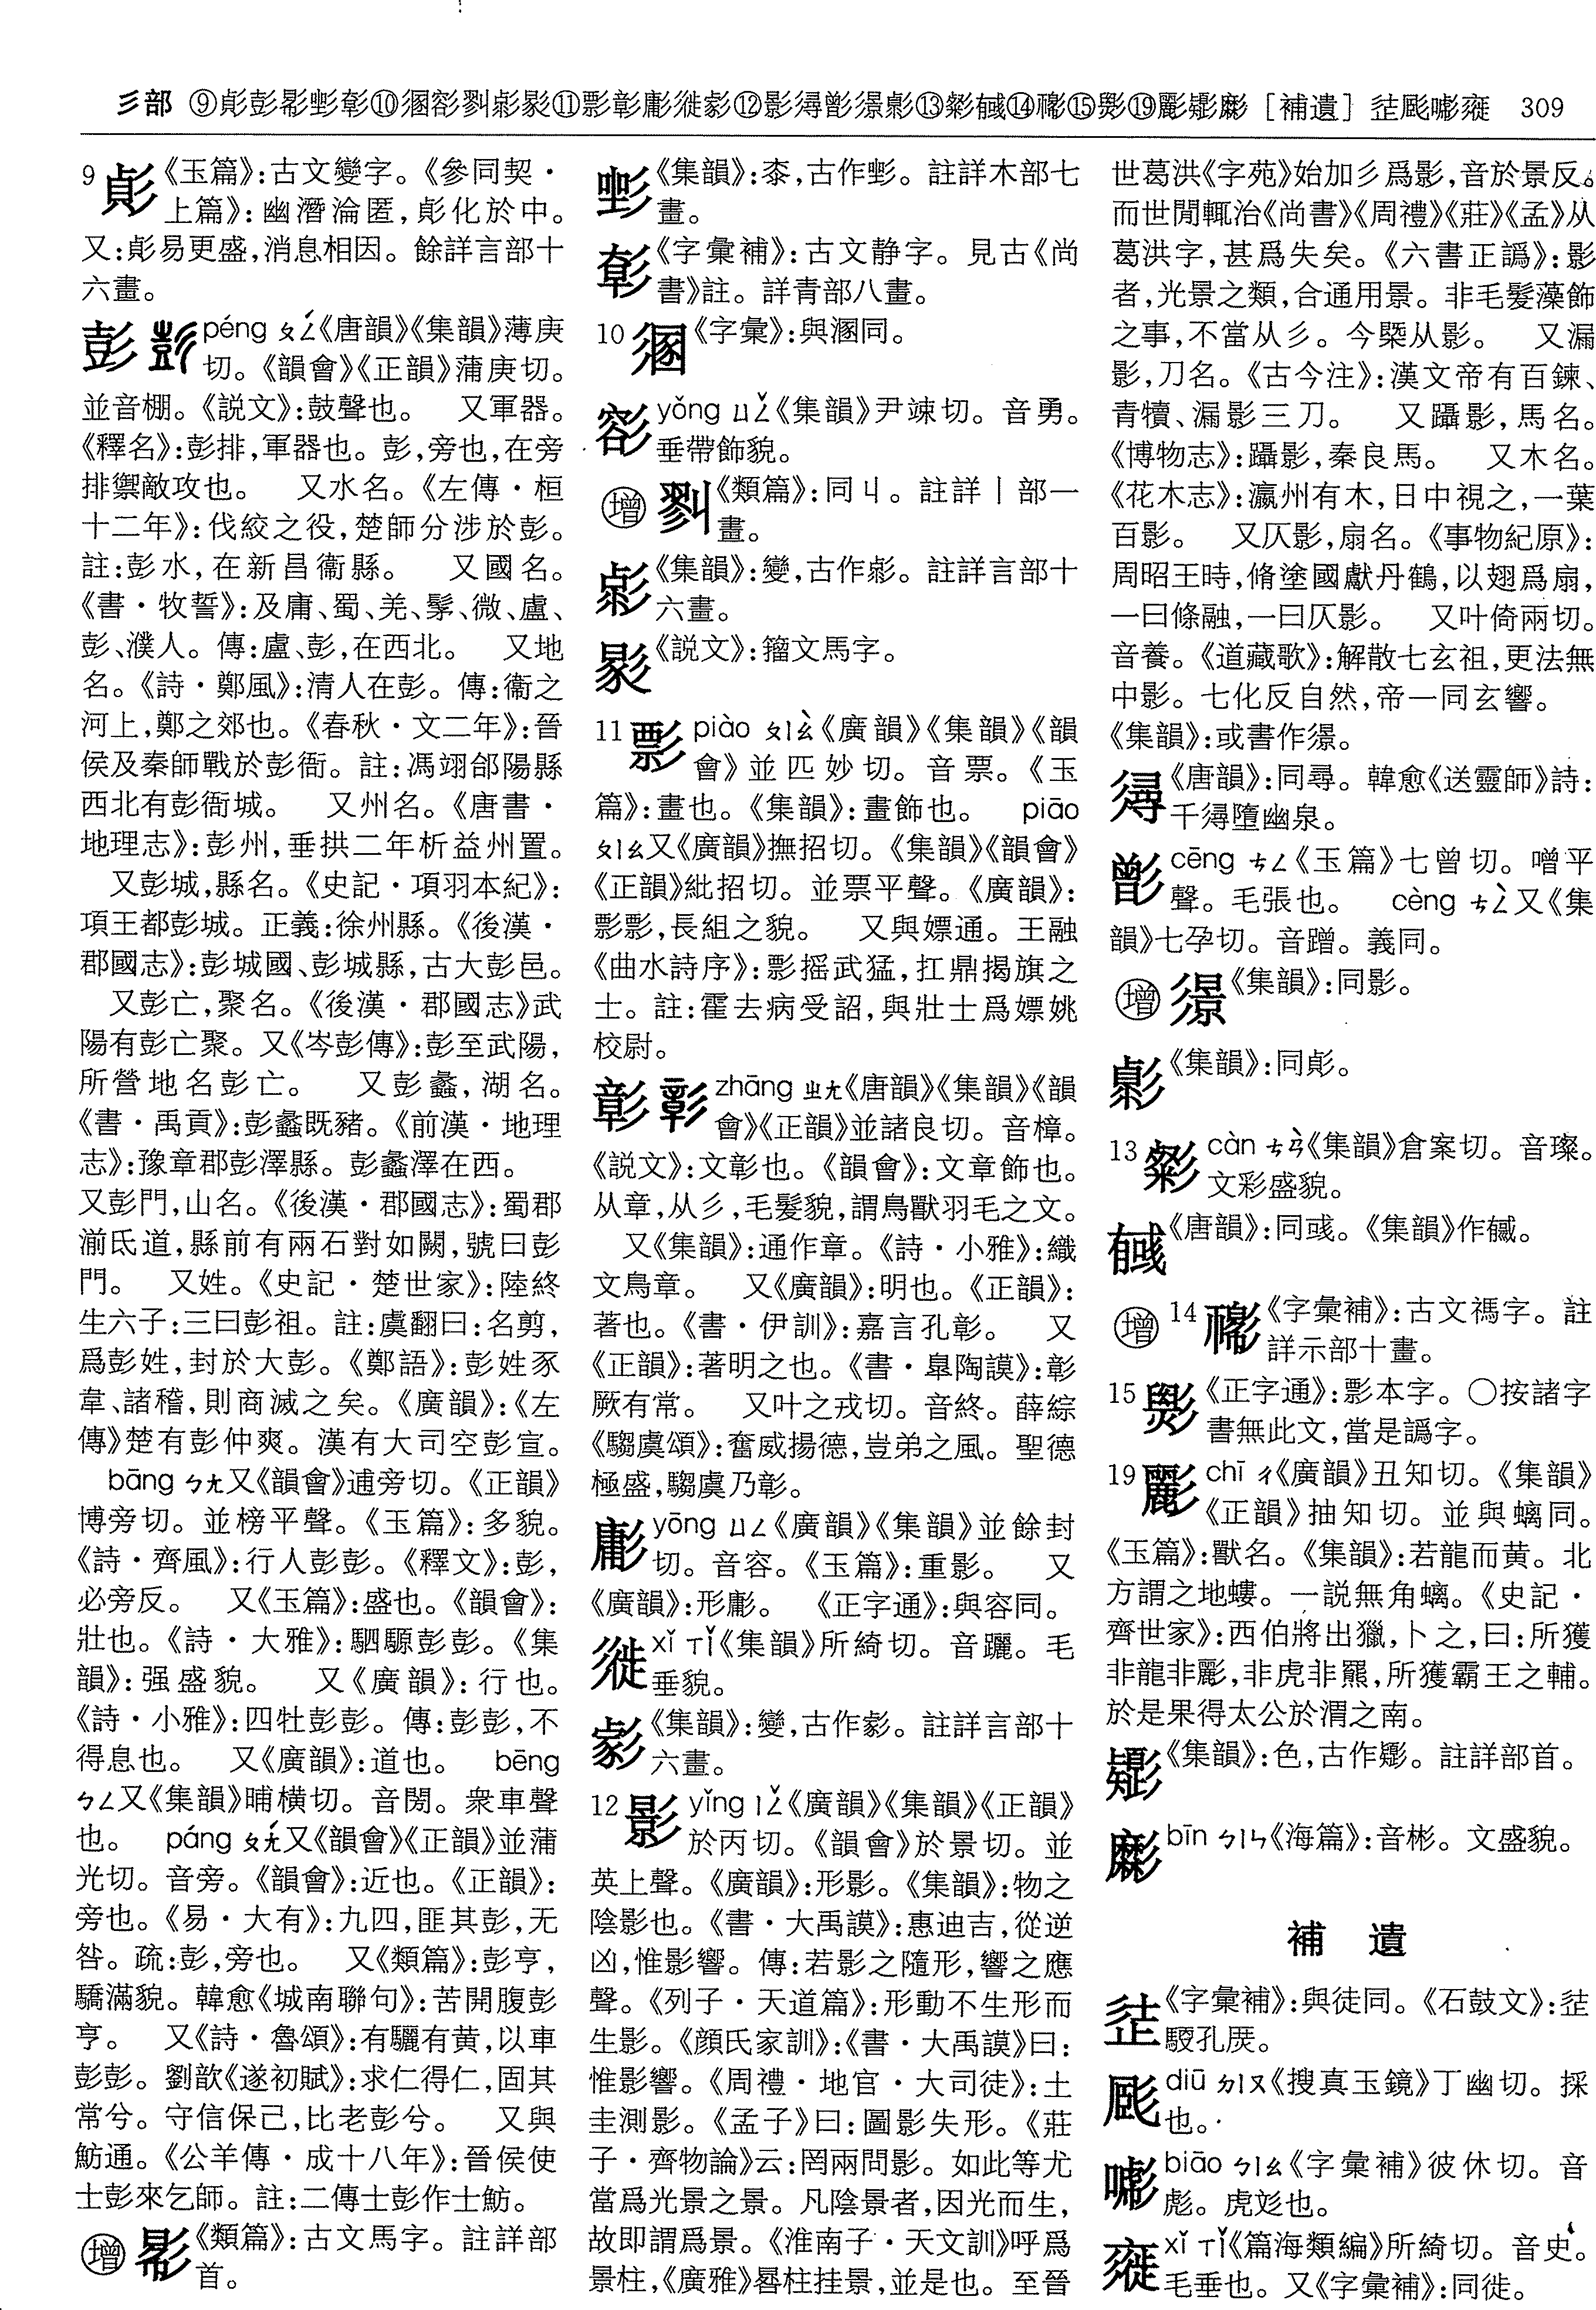 彡部 ⑨彭彰⑩⑪彰⑫影⑬⑭⑮⑲[補遺] 309
9 《玉篇》:古文變字。《參同契·
上篇》:幽潛淪匿,化於中。
又:易更盛,消息相因。餘詳言部十
六畫。
彭 péng ㄆㄥˊ《唐韻》《集韻》薄庚
切。《韻會》《正韻》蒲庚切。
並音棚。《説文》:鼓聲也。 又軍器。
《釋名》:彭排,軍器也。彭,旁也,在旁
排禦敵攻也。 又水名。《左傳·桓
十二年》:伐絞之役,楚師分涉於彭。
註:彭水,在新昌衞縣。 又國名。
《書·牧誓》:及庸、蜀、羌、髳、微、盧、
彭、濮人。傳:盧、彭,在西北。 又地
名。《詩·鄭風》:清人在彭。傳:衞之
河上,鄭之郊也。《春秋·文二年》:晉
侯及秦師戰於彭衙。註:馮翊郃陽縣
西北有彭衙城。 又州名。《唐書·
地理志》:彭州,垂拱二年析益州置。
又彭城,縣名。《史記·項羽本紀》:
項王都彭城。正義:徐州縣。《後漢·
郡國志》:彭城國、彭城縣,古大彭邑。
又彭亡,聚名。《後漢·郡國志》武
陽有彭亡聚。又《岑彭傳》:彭至武陽,
所營地名彭亡。 又彭蠡,湖名。
《書·禹貢》:彭蠡既豬。《前漢·地理
志》:豫章郡彭澤縣。彭蠡澤在西。
又彭門,山名。《後漢·郡國志》:蜀郡
湔氐道,縣前有兩石對如闕,號曰彭
門。 又姓。《史記·楚世家》:陸終
生六子:三曰彭祖。註:虞翻曰:名剪,
爲彭姓,封於大彭。《鄭語》:彭姓豕
韋、諸稽,則商滅之矣。《廣韻》:《左
傳》楚有彭仲爽。漢有大司空彭宣。
bāng ㄅㄤ又《韻會》逋旁切。《正韻》
博旁切。並榜平聲。《玉篇》:多貌。
《詩·齊風》:行人彭彭。《釋文》:彭,
必旁反。 又《玉篇》:盛也。《韻會》:
壯也。《詩·大雅》:駟騵彭彭。《集
韻》:强盛貌。 又《廣韻》:行也。
《詩·小雅》:四牡彭彭。傳:彭彭,不
得息也。 又《廣韻》:道也。 bēng
ㄅㄥ又《集韻》晡橫切。音閍。衆車聲
也。 páng ㄆㄤˊ又《韻會》《正韻》並蒲
光切。音旁。《韻會》:近也。《正韻》:
旁也。《易·大有》:九四,匪其彭,无
咎。疏:彭,旁也。 又《類篇》:彭亨,
驕滿貌。韓愈《城南聯句》:苦開腹彭
亨。 又《詩·魯頌》:有驪有黄,以車
彭彭。劉歆《遂初賦》:求仁得仁,固其
常兮。守信保己,比老彭兮。 又與
魴通。《公羊傳·成十八年》:晉侯使
士彭來乞師。註:二傳士彭作士魴。
增 《類篇》:古文馬字。註詳部
首。
《集韻》:桼,古作。註詳木部七
畫。
《字彙補》:古文静字。見古《尚
書》註。詳青部八畫。
10 《字彙》:與溷同。
yǒng ㄩㄥˇ《集韻》尹竦切。音勇。
垂帶飾貌。
增 《類篇》:同丩。註詳丨部一
畫。
《集韻》:變,古作。註詳言部十
六畫。
《説文》:籀文馬字。
11 piào ㄆㄧㄠˋ《廣韻》《集韻》《韻
會》並匹妙切。音票。《玉
篇》:畫也。《集韻》:畫飾也。 piāo
ㄆㄧㄠ又《廣韻》撫招切。《集韻》《韻會》
《正韻》紕招切。並票平聲。《廣韻》:
影,長組之貌。 又與嫖通。王融
《曲水詩序》:摇武猛,扛鼎揭旗之
士。註:霍去病受詔,與壯士爲嫖姚
校尉。
彰 zhāng ㄓㄤ《唐韻》《集韻》《韻
會》《正韻》並諸良切。音樟。
《説文》:文彰也。《韻會》:文章飾也。
从章,从彡,毛髮貌,謂鳥獸羽毛之文。
又《集韻》:通作章。《詩·小雅》:織
文鳥章。 又《廣韻》:明也。《正韻》:
著也。《書·伊訓》:嘉言孔彰。 又
《正韻》:著明之也。《書·臯陶謨》:彰
厥有常。 又叶之戎切。音終。薛綜
《騶虞頌》:奮威揚德,豈弟之風。聖德
極盛,騶虞乃彰。
yōng ㄩㄥ《廣韻》《集韻》並餘封
切。音容。《玉篇》:重影。 又
《廣韻》:形。 《正字通》:與容同。
xǐ ㄒㄧˇ《集韻》所綺切。音躧。毛
垂貌。
《集韻》:變,古作。註詳言部十
六畫。
12 影 yǐng ㄧㄥˇ《廣韻》《集韻》《正韻》
於丙切。《韻會》於景切。並
英上聲。《廣韻》:形影。《集韻》:物之
陰影也。《書·大禹謨》:惠迪吉,從逆
凶,惟影響。傳:若影之隨形,響之應
聲。《列子·天道篇》:形動不生形而
生影。《顔氏家訓》:《書·大禹謨》曰:
惟影響。《周禮·地官·大司徒》:土
圭測影。《孟子》曰:圖影失形。《莊
子·齊物論》云:罔兩問影。如此等尤
當爲光景之景。凡陰景者,因光而生,
故即謂爲景。《淮南子·天文訓》呼爲
景柱,《廣雅》晷柱挂景,並是也。至晉
世葛洪《字苑》始加彡爲影,音於景反。
而世閒輒治《尚書》《周禮》《莊》《孟》从
葛洪字,甚爲失矣。《六書正譌》:影
者,光景之類,合通用景。非毛髮藻飾
之事,不當从彡。今槩从影。 又漏
影,刀名。《古今注》:漢文帝有百鍊、
青犢、漏影三刀。 又躡影,馬名。
《博物志》:躡影,秦良馬。 又木名。
《花木志》:瀛州有木,日中視之,一葉
百影。 又仄影,扇名。《事物紀原》:
周昭王時,脩塗國獻丹鶴,以翅爲扇,
一曰條融,一曰仄影。 又叶倚兩切。
音養。《道藏歌》:解散七玄祖,更法無
中影。七化反自然,帝一同玄響。
《集韻》:或書作。
《唐韻》:同尋。韓愈《送靈師》詩:
千墮幽泉。
cēng ㄘㄥ《玉篇》七曾切。噌平
聲。毛張也。 cèng ㄘㄥˋ又《集
韻》七孕切。音蹭。義同。
增 《集韻》:同影。
《集韻》:同。
13 càn ㄘㄢˋ《集韻》倉案切。音璨。
文彩盛貌。
《唐韻》:同彧。《集韻》作。
增 14 《字彙補》:古文禡字。註
詳示部十畫。
15 《正字通》:本字。○按諸字
書無此文,當是譌字。
19 chī ㄔ《廣韻》丑知切。《集韻》
《正韻》抽知切。並與螭同。
《玉篇》:獸名。《集韻》:若龍而黄。北
方謂之地螻。一説無角螭。《史記·
齊世家》:西伯將出獵,卜之,曰:所獲
非龍非,非虎非羆,所獲霸王之輔。
於是果得太公於渭之南。
《集韻》:色,古作。註詳部首。
bīn ㄅㄧㄣ《海篇》:音彬。文盛貌。
補 遺
《字彙補》:與徒同。《石鼓文》:
孔庶。
diū ㄉㄧㄡ《搜真玉鏡》丁幽切。採
也。
biāo ㄅㄧㄠ《字彙補》彼休切。音
彪。虎也。
xǐ ㄒㄧˇ《篇海類編》所綺切。音史。
毛垂也。又《字彙補》:同。